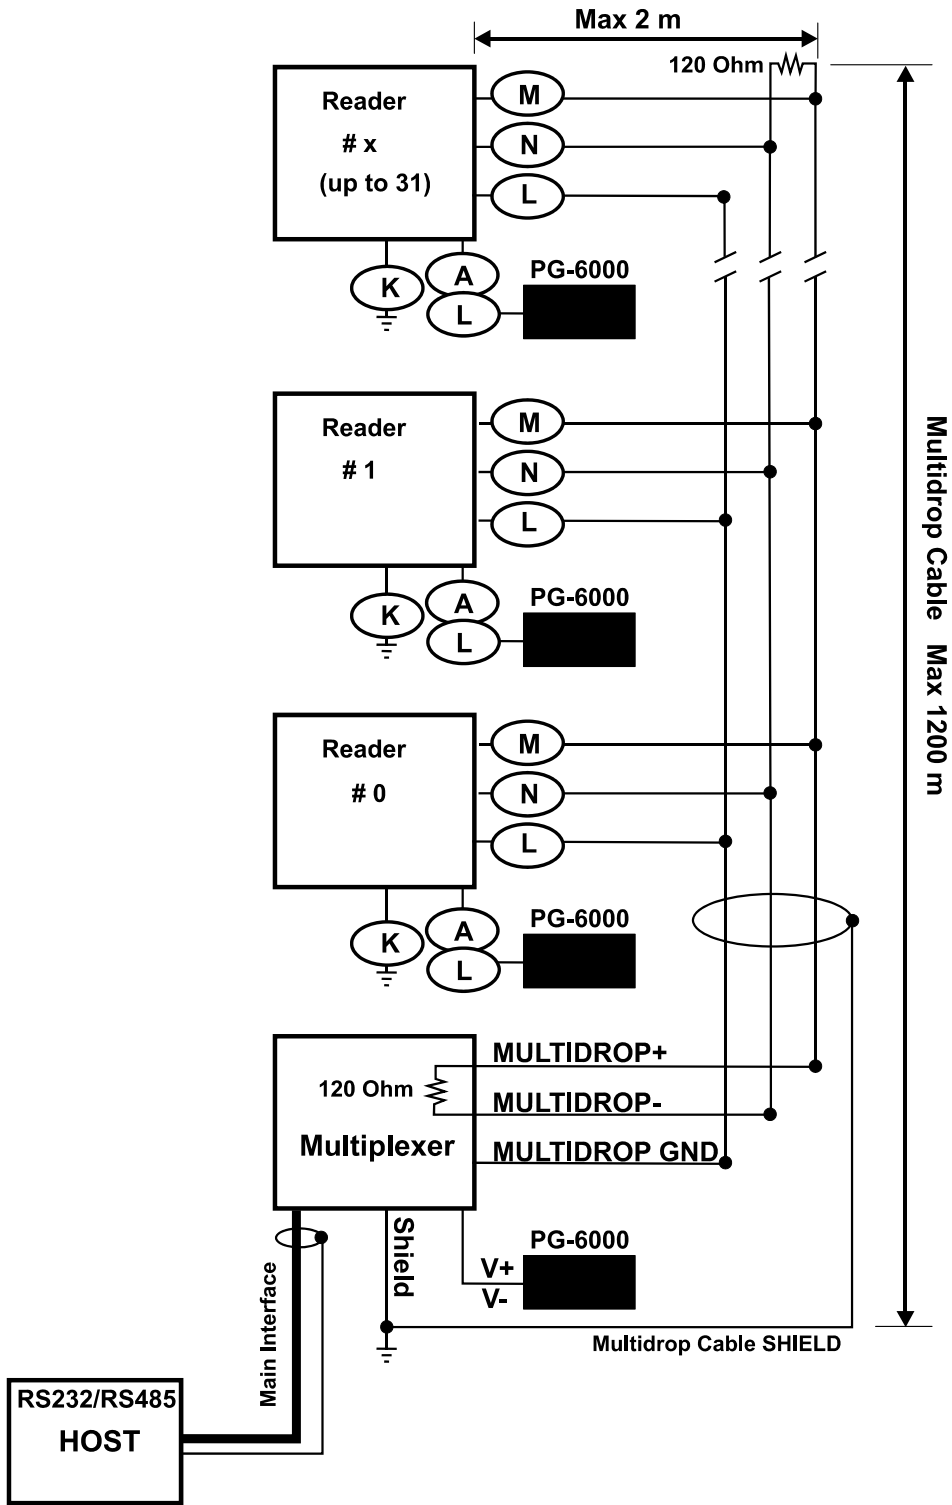 Max 2 m
120 Ohm
Reader
# x
(up to 31)
M
N
L
K
A
L
PG-6000
Reader
# 1
M
N
L
K
A
L
PG-6000
Reader
# 0
M
N
L
K
A
L
PG-6000
Multidrop Cable Max 1200 m
MULTIDROP+
120 Ohm
MULTIDROP-
Multiplexer
MULTIDROP GND
Shield
PG-6000
V+
V-
Main Interface
Multidrop Cable SHIELD
RS232/RS485
HOST